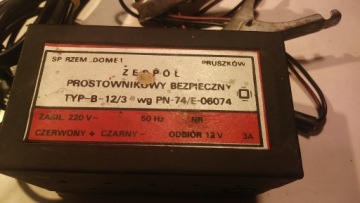 SP RZEM „DOMET PRUSZKÓW
ZESPÓŁ
PROSTOWNIKOWY BEZPIECZNY
TYP-B-12/3 wg PN-74/E-06074
ZASIL. 220 V~ 50 Hz NR
CZERWONY + CZARNY- ODBIÓR 12 V 3A